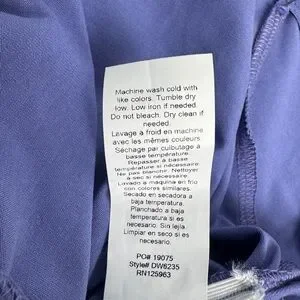 Machine wash cold with
like colors. Tumble dry
low. Low iron if needed.
Do not bleach. Dry clean if
needed.
Lavage a froid en machine
avec les mêmes couleurs.
Séchage par culbutage a
basse température.
Repasser à basse
température si nécessaire.
Ne pas blanchir. Nettoyer
à sec si nécessaire.
Lavado a maquina en frio
con colores similares.
Secado en secadora a
baja temperatura.
Planchado a baja
temperatura si es
necesario. Sin lejía.
Limpiar en seco si es
necesario.
PO# 19075
Style# DW8235
RN125963